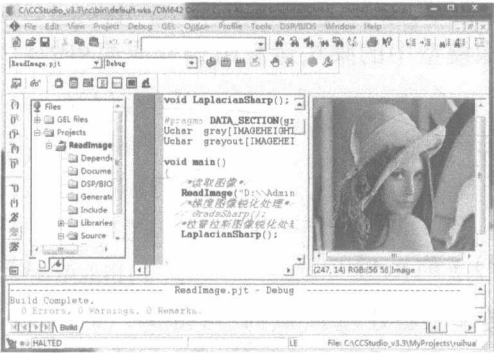 C:\CCStudio_v3.3\cc\bin\default.wks /DM642
File Edit View Project Debug GEL Option Profile Tools DSP/BIOS Window Help
ReadImage.pjt Debug
Files
GEL files
Projects
ReadImage
Depend
Docume
DSP/BIO
Generate
Include
Libraries
Source
void LaplacianSharp();
#pragma DATA_SECTION(gr
Uchar gray[IMAGEHEIGHT
Uchar grayout[IMAGEHEI
void main()
{
/*读取图像*
ReadImage("D:\\Admin
/*梯度图像锐化处理*
// GradeSharp();
/*拉普拉斯图像锐化处
LaplacianSharp();
(247, 14) RGB:(56 56 Image
ReadImage.pjt - Debug
Build Complete,
0 Errors, 0 Warnings, 0 Remarks.
Build
HALTED
LE
File: C:\CCStudio_v3.3\MyProjects\ruihua